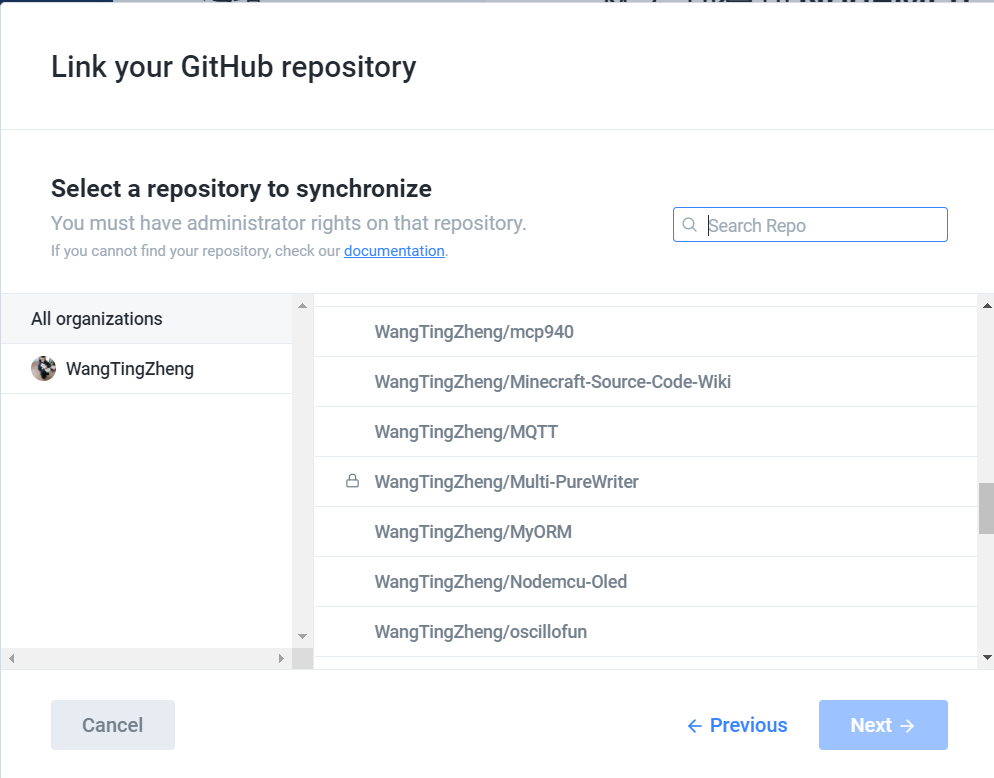 Link your GitHub repository
Select a repository to synchronize
You must have administrator rights on that repository.
If you cannot find your repository, check our documentation.
Search Repo
All organizations
WangTingZheng
WangTingZheng/mcp940
WangTingZheng/Minecraft-Source-Code-Wiki
WangTingZheng/MQTT
WangTingZheng/Multi-PureWriter
WangTingZheng/MyORM
WangTingZheng/Nodemcu-Oled
WangTingZheng/oscillofun
Cancel
← Previous
Next →